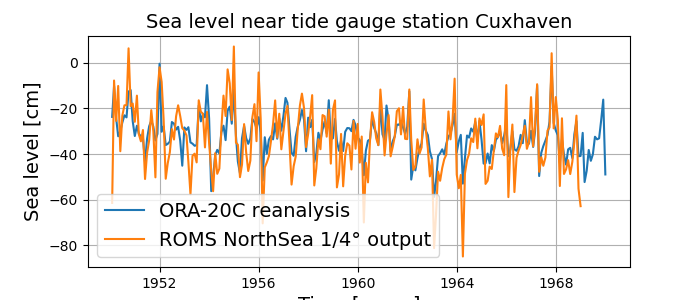 Sea level near tide gauge station Cuxhaven
Sea level [cm]
0
−20
−40
−60
−80
ORA-20C reanalysis
ROMS NorthSea 1/4° output
1952 1956 1960 1964 1968